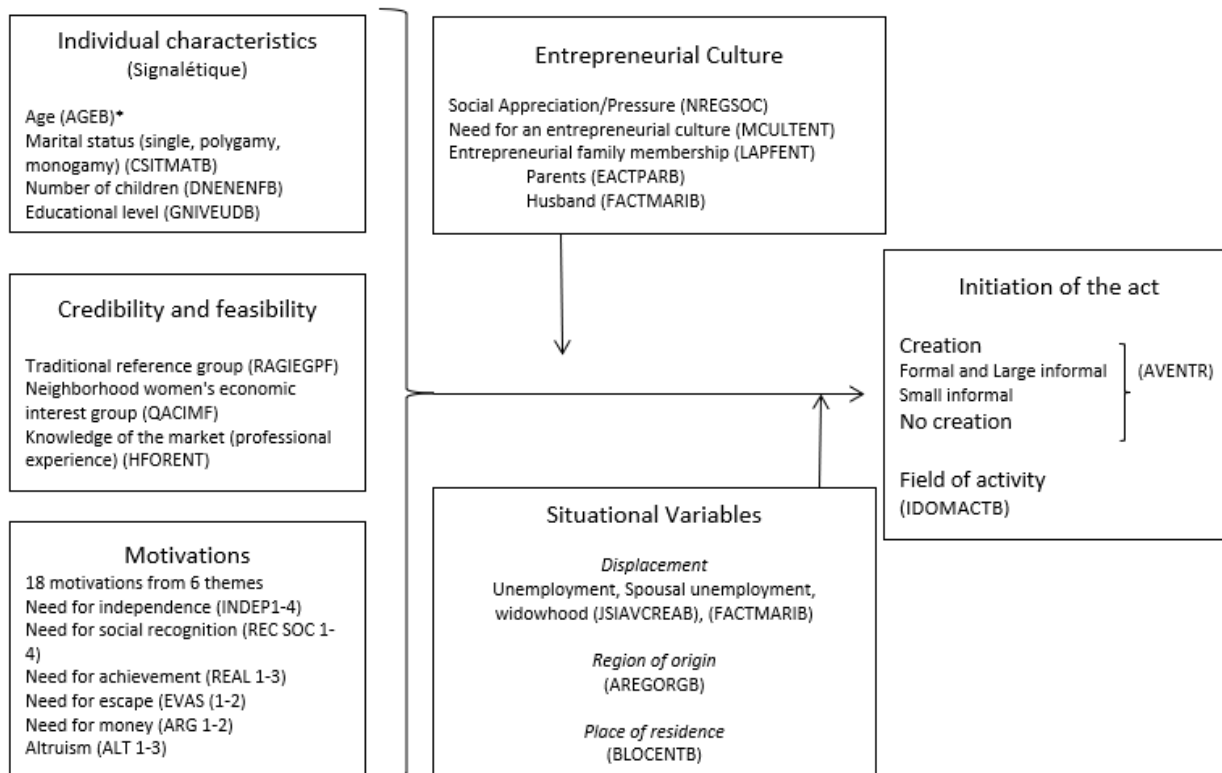 Individual characteristics
(Signalétique)
Age (AGEB)*
Marital status (single, polygamy,
monogamy) (CSITMATB)
Number of children (DNENENFB)
Educational level (GNIVEUDB)
Credibility and feasibility
Traditional reference group (RAGIEGPF)
Neighborhood women's economic
interest group (QACIMF)
Knowledge of the market (professional
experience) (HFORENT)
Motivations
18 motivations from 6 themes
Need for independence (INDEP1-4)
Need for social recognition (REC SOC 1-
4)
Need for achievement (REAL 1-3)
Need for escape (EVAS (1-2)
Need for money (ARG 1-2)
Altruism (ALT 1-3)
Entrepreneurial Culture
Social Appreciation/Pressure (NREGSOC)
Need for an entrepreneurial culture (MCULTENT)
Entrepreneurial family membership (LAPFENT)
Parents (EACTPARB)
Husband (FACTMARIB)
Situational Variables
Displacement
Unemployment, Spousal unemployment,
widowhood (JSIAVCREAB), (FACTMARIB)
Region of origin
(AREGORGB)
Place of residence
(BLOCENTB)
Initiation of the act
Creation
Formal and Large informal
Small informal
No creation
(AVENTR)
Field of activity
(IDOMACTB)